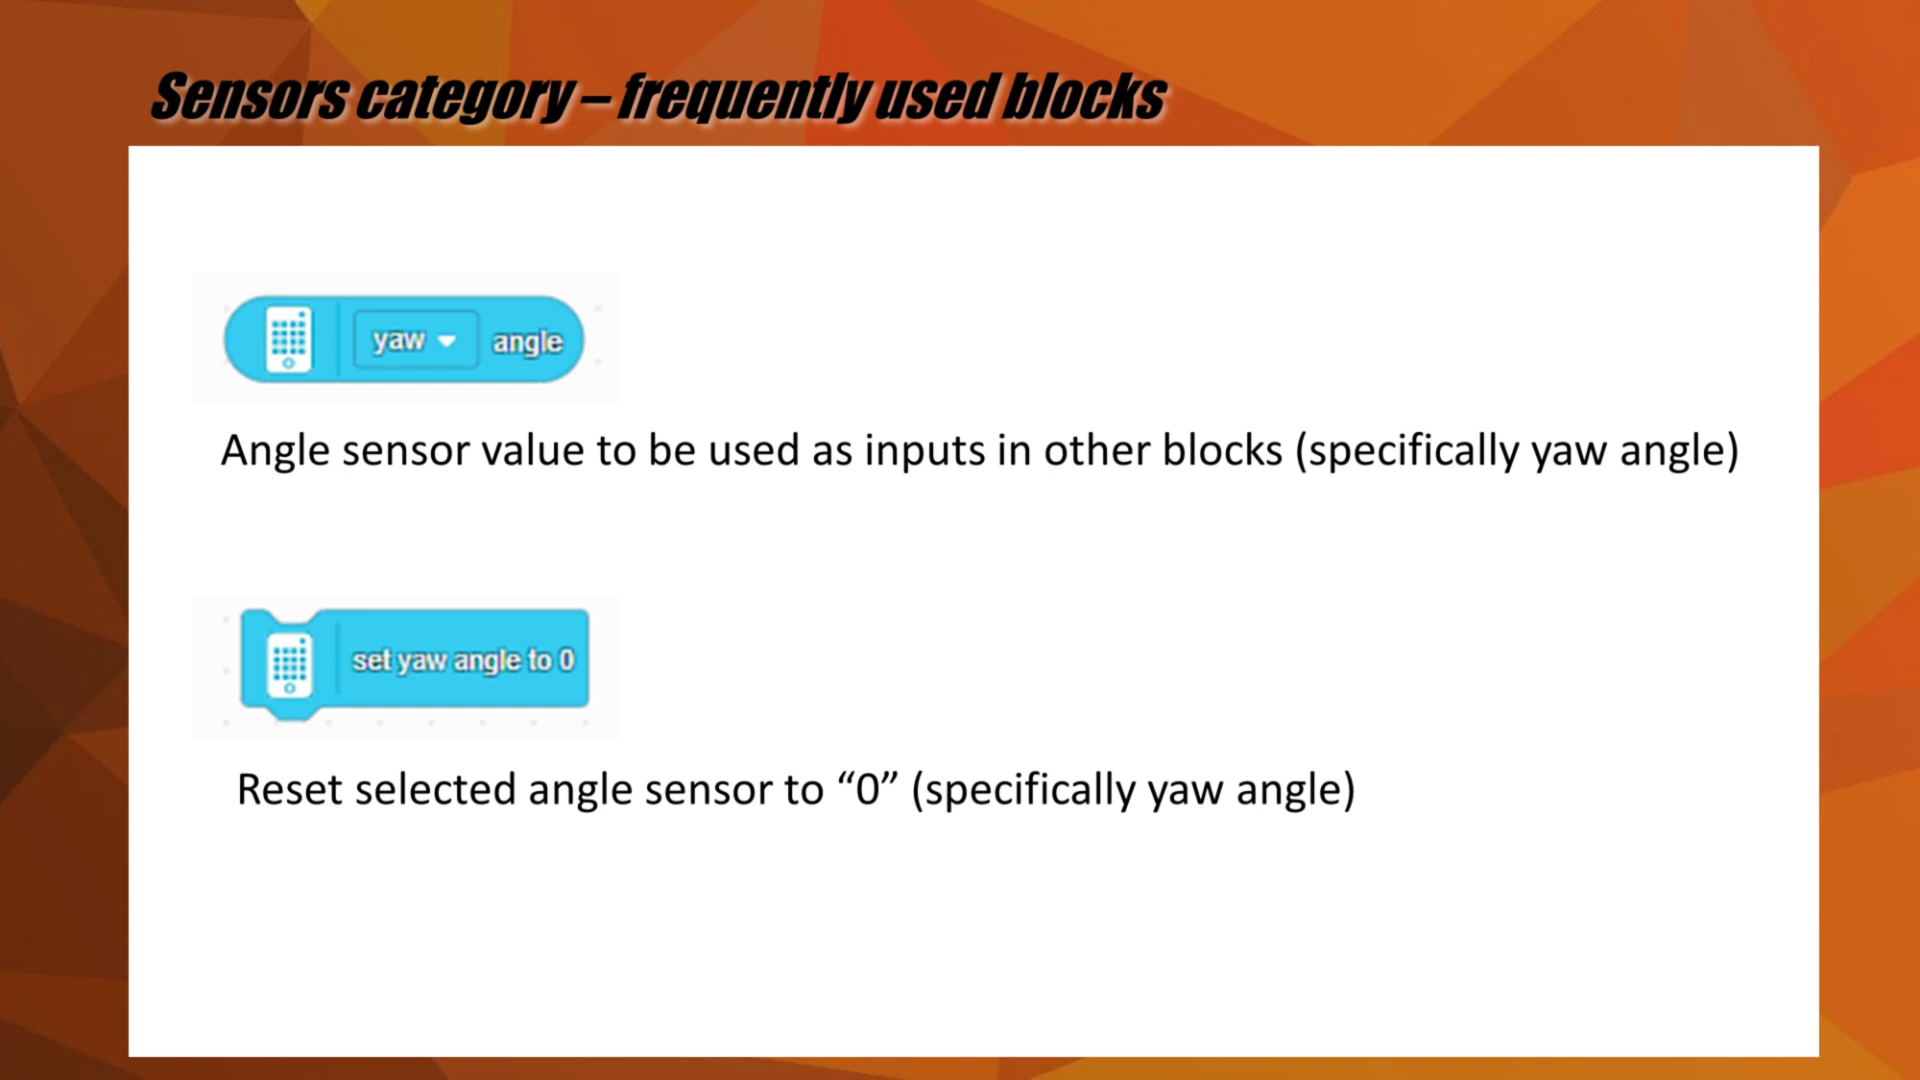 Sensors category – frequently used blocks
yaw angle
Angle sensor value to be used as inputs in other blocks (specifically yaw angle)
set yaw angle to 0
Reset selected angle sensor to “0” (specifically yaw angle)